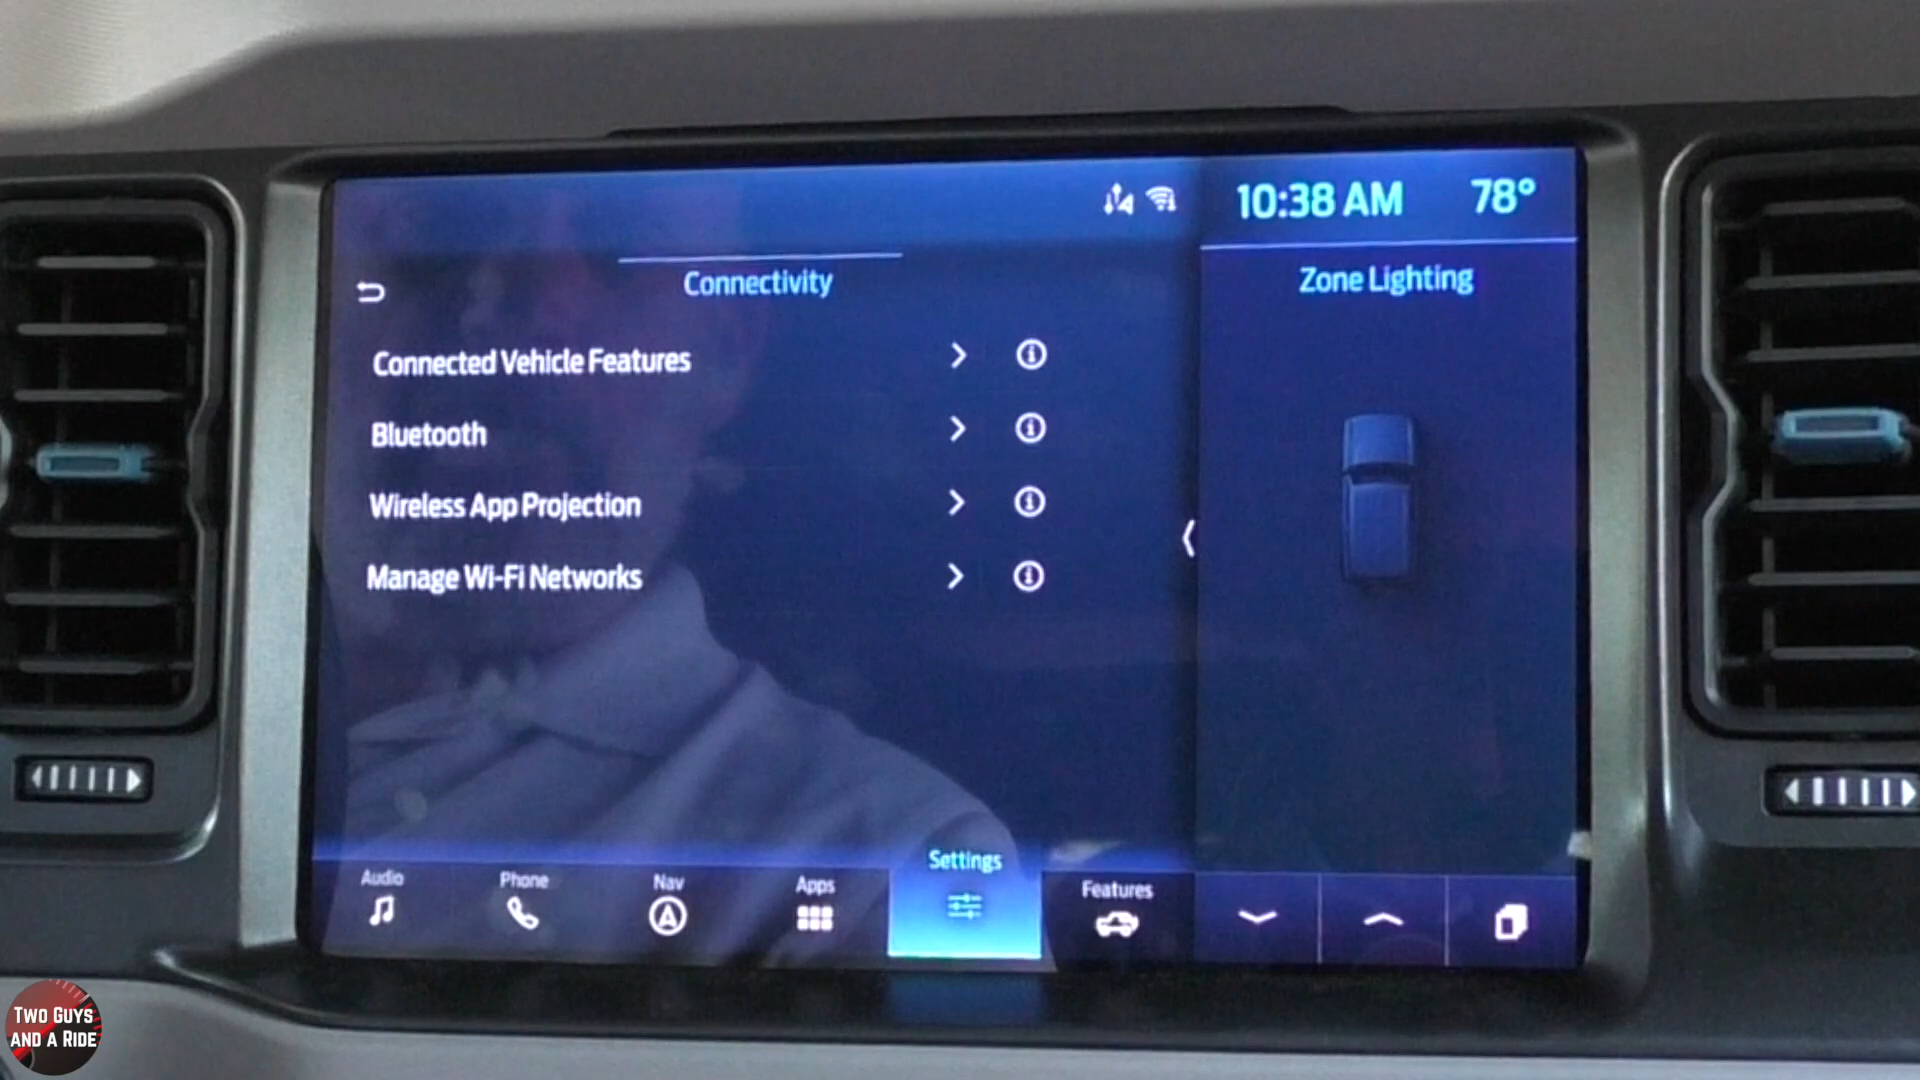 10:38 AM 78°
Connectivity
Zone Lighting
Connected Vehicle Features
Bluetooth
Wireless App Projection
Manage Wi-Fi Networks
Audio
Phone
Nav
Apps
Settings
Features
TWO GUYS
AND A RIDE